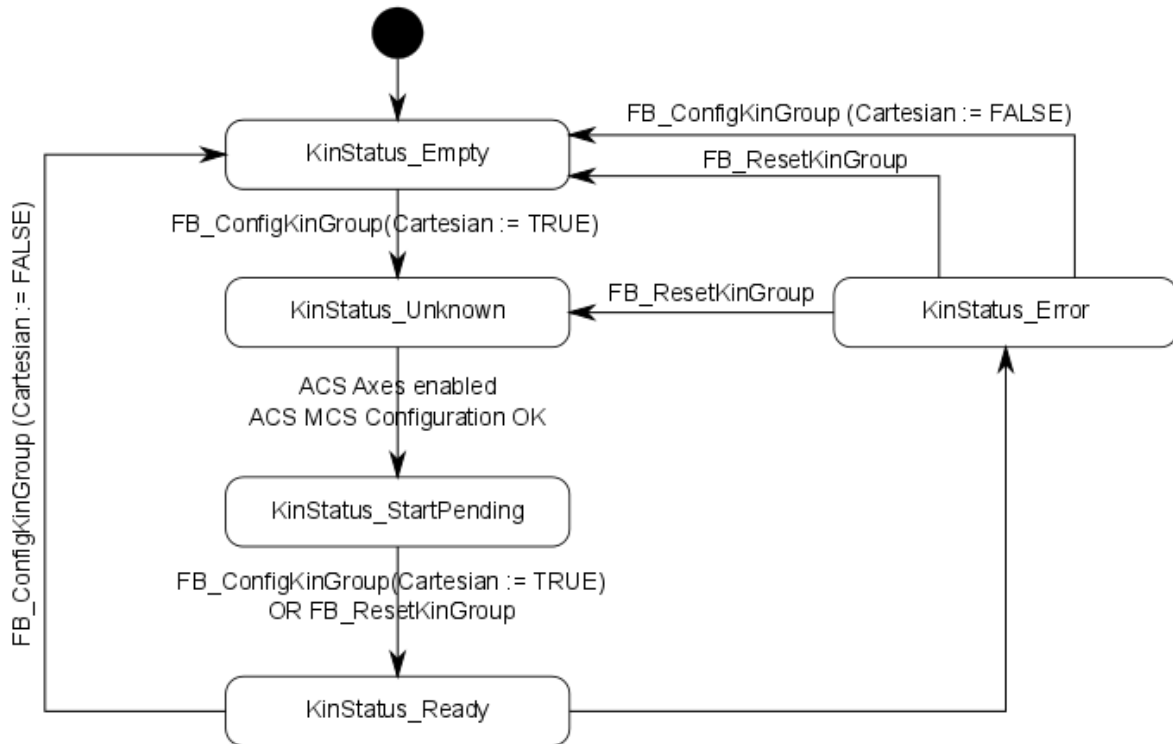 FB_ConfigKinGroup (Cartesian := FALSE)
KinStatus_Empty
FB_ResetKinGroup
FB_ConfigKinGroup(Cartesian := TRUE)
FB_ResetKinGroup
KinStatus_Unknown
KinStatus_Error
ACS Axes enabled
ACS MCS Configuration OK
FB_ConfigKinGroup (Cartesian := FALSE)
KinStatus_StartPending
FB_ConfigKinGroup(Cartesian := TRUE)
OR FB_ResetKinGroup
KinStatus_Ready